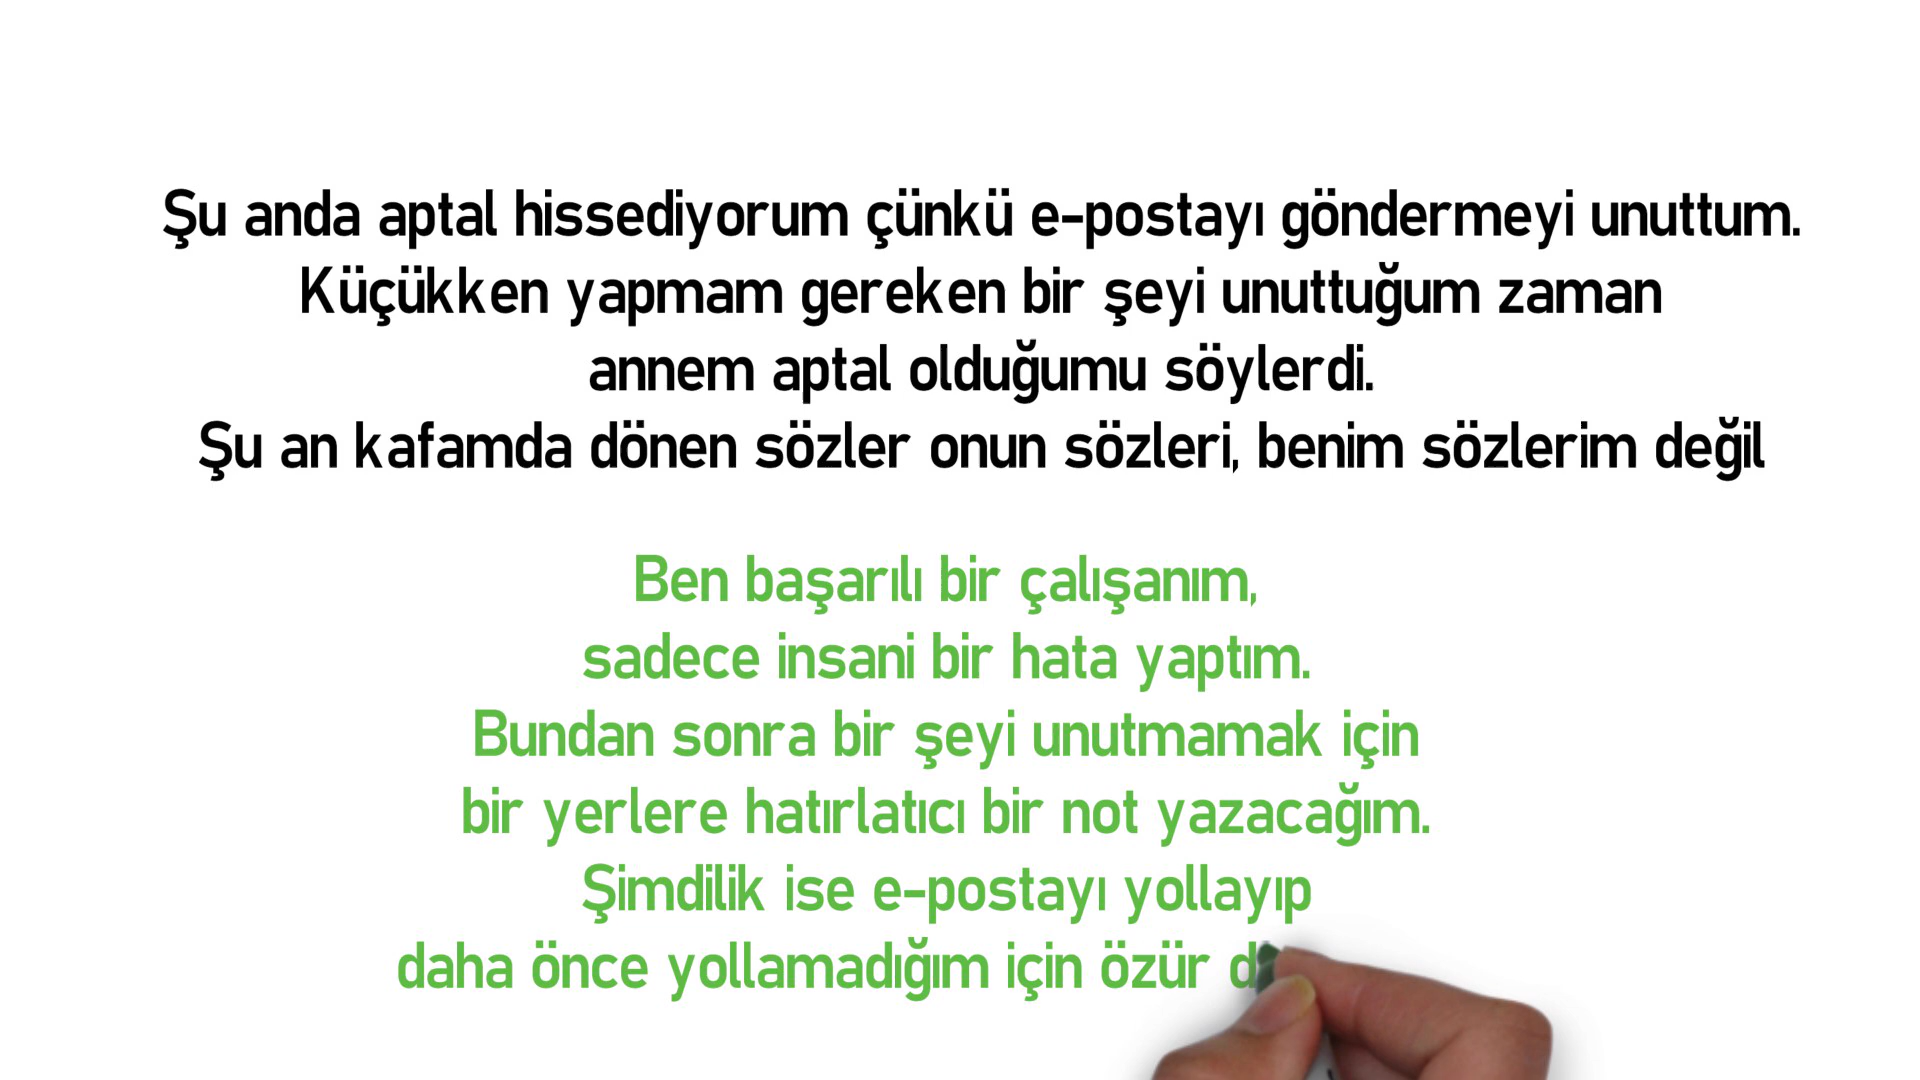 Şu anda aptal hissediyorum çünkü e-postayı göndermeyi unuttum.
Küçükken yapmam gereken bir şeyi unuttuğum zaman
annem aptal olduğumu söylerdi.
Şu an kafamda dönen sözler onun sözleri, benim sözlerim değil
Ben başarılı bir çalışanım,
sadece insani bir hata yaptım.
Bundan sonra bir şeyi unutmamak için
bir yerlere hatırlatıcı bir not yazacağım.
Şimdilik ise e-postayı yollayıp
daha önce yollamadığım için özür